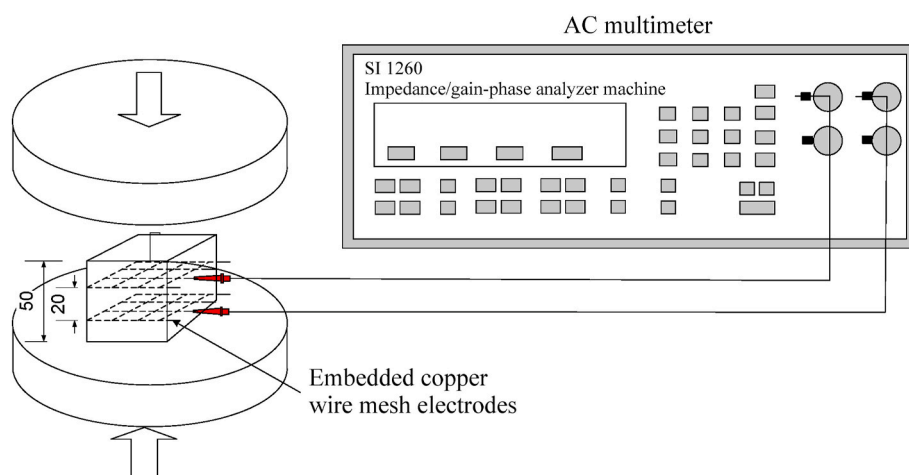 AC multimeter
SI 1260
Impedance/gain-phase analyzer machine
50
20
Embedded copper
wire mesh electrodes